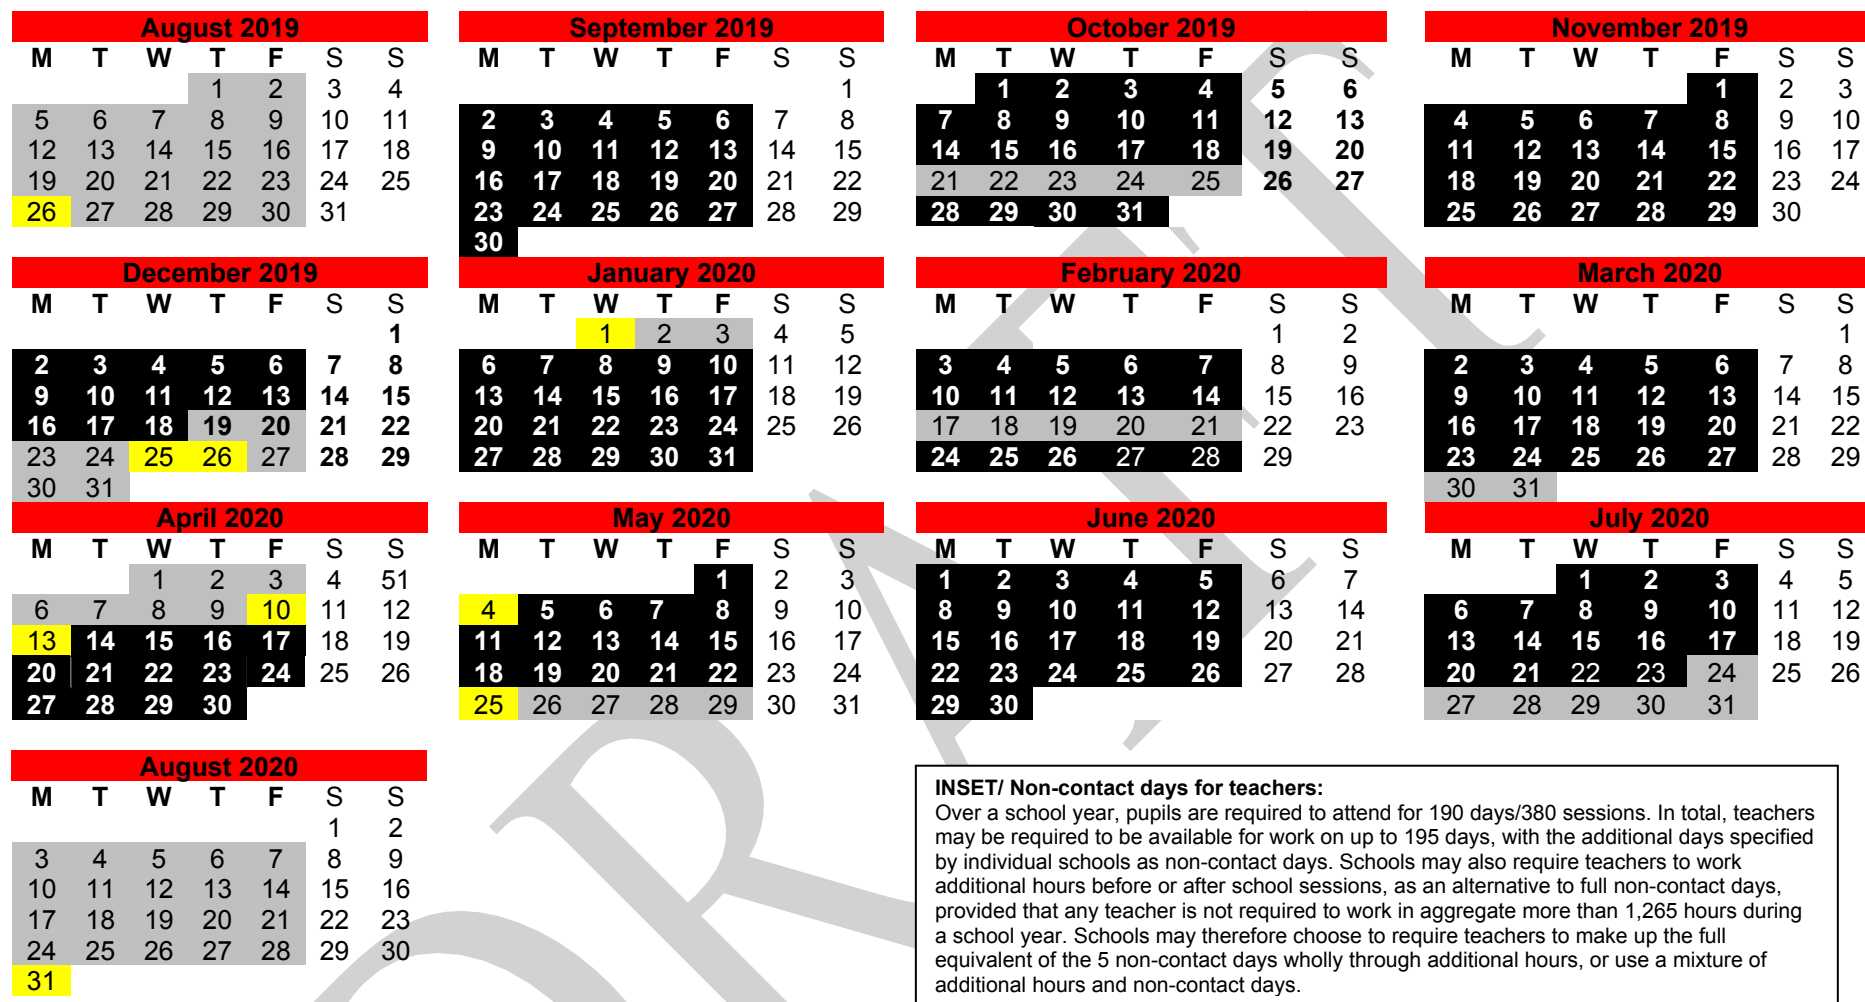 August 2019
M T W T F S S
1 2 3 4
5 6 7 8 9 10 11
12 13 14 15 16 17 18
19 20 21 22 23 24 25
26 27 28 29 30 31
September 2019
M T W T F S S
1
2 3 4 5 6 7 8
9 10 11 12 13 14 15
16 17 18 19 20 21 22
23 24 25 26 27 28 29
30
October 2019
M T W T F S S
1 2 3 4 5 6
7 8 9 10 11 12 13
14 15 16 17 18 19 20
21 22 23 24 25 26 27
28 29 30 31
November 2019
M T W T F S S
1 2 3
4 5 6 7 8 9 10
11 12 13 14 15 16 17
18 19 20 21 22 23 24
25 26 27 28 29 30
December 2019
M T W T F S S
1
2 3 4 5 6 7 8
9 10 11 12 13 14 15
16 17 18 19 20 21 22
23 24 25 26 27 28 29
30 31
January 2020
M T W T F S S
1 2 3 4 5
6 7 8 9 10 11 12
13 14 15 16 17 18 19
20 21 22 23 24 25 26
27 28 29 30 31
February 2020
M T W T F S S
1 2
3 4 5 6 7 8 9
10 11 12 13 14 15 16
17 18 19 20 21 22 23
24 25 26 27 28 29
March 2020
M T W T F S S
1
2 3 4 5 6 7 8
9 10 11 12 13 14 15
16 17 18 19 20 21 22
23 24 25 26 27 28 29
30 31
April 2020
M T W T F S S
1 2 3 4 51
6 7 8 9 10 11 12
13 14 15 16 17 18 19
20 21 22 23 24 25 26
27 28 29 30
May 2020
M T W T F S S
1 2 3
4 5 6 7 8 9 10
11 12 13 14 15 16 17
18 19 20 21 22 23 24
25 26 27 28 29 30 31
June 2020
M T W T F S S
1 2 3 4 5 6 7
8 9 10 11 12 13 14
15 16 17 18 19 20 21
22 23 24 25 26 27 28
29 30
July 2020
M T W T F S S
1 2 3 4 5
6 7 8 9 10 11 12
13 14 15 16 17 18 19
20 21 22 23 24 25 26
27 28 29 30 31
August 2020
M T W T F S S
1 2
3 4 5 6 7 8 9
10 11 12 13 14 15 16
17 18 19 20 21 22 23
24 25 26 27 28 29 30
31
INSET/ Non-contact days for teachers:
Over a school year, pupils are required to attend for 190 days/380 sessions. In total, teachers
may be required to be available for work on up to 195 days, with the additional days specified
by individual schools as non-contact days. Schools may also require teachers to work
additional hours before or after school sessions, as an alternative to full non-contact days,
provided that any teacher is not required to work in aggregate more than 1,265 hours during
a school year. Schools may therefore choose to require teachers to make up the full
equivalent of the 5 non-contact days wholly through additional hours, or use a mixture of
additional hours and non-contact days.
DRAFT